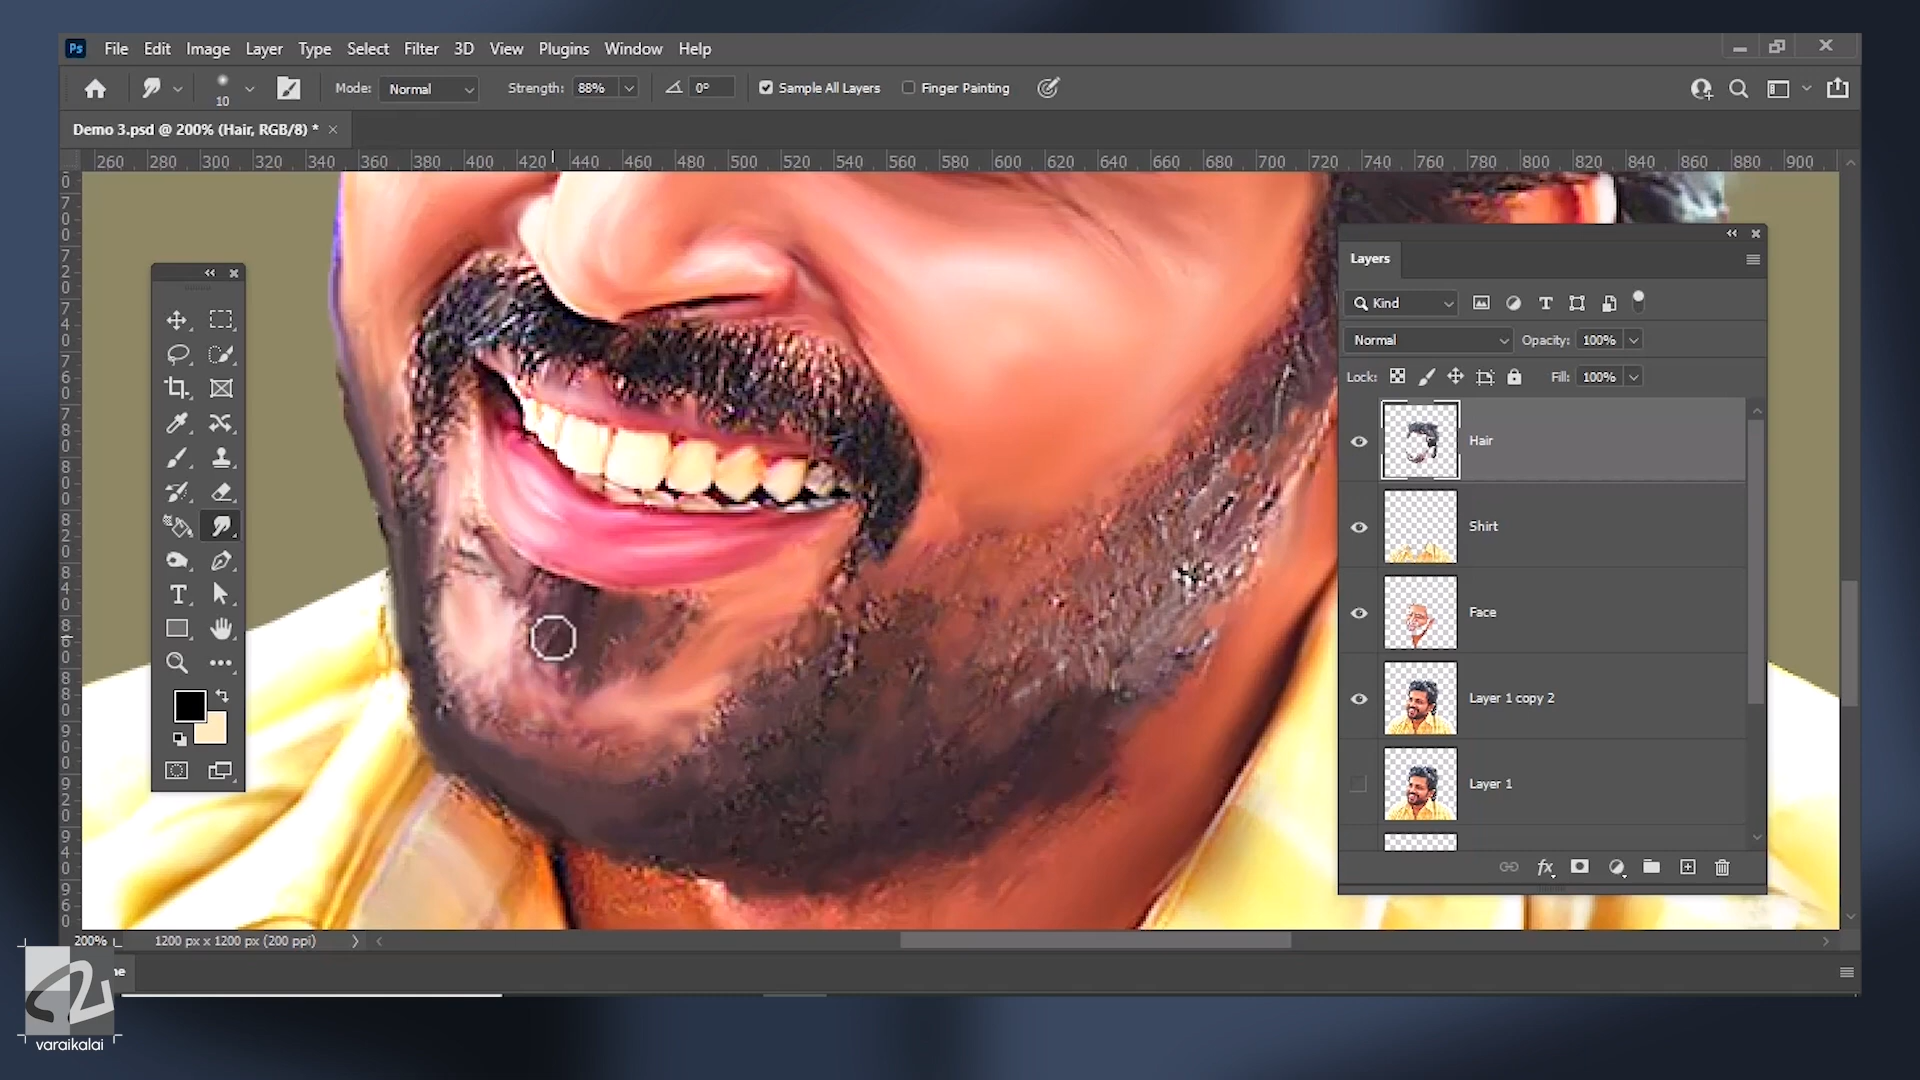 Ps File Edit Image Layer Type Select Filter 3D View Plugins Window Help
10 Mode: Normal Strength: 88% 0° Sample All Layers Finger Painting
Demo 3.psd @ 200% (Hair, RGB/8) * ×
260 280 300 320 340 360 380 400 420 440 460 480 500 520 540 560 580 600 620 640 660 680 700 720 740 760 780 800 820 840 860 880 900
Layers
Kind
Normal Opacity: 100%
Lock: Fill: 100%
Hair
Shirt
Face
Layer 1 copy 2
Layer 1
fx
200% 1200 px x 1200 px (200 ppi)
ne
varaikalai